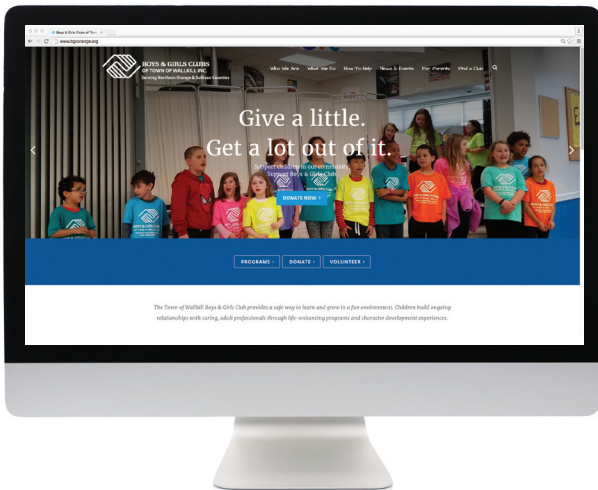 Boys & Girls Clubs of Town
www.bgcorange.org
BOYS & GIRLS CLUBS
OF TOWN OF WALLKILL INC.
Serving Northern Orange & Sullivan Counties
Who We Are What We Do How To Help News & Events For Parents Find a Club
Give a little.
Get a lot out of it.
Support children in our community.
Support Boys & Girls Club.
DONATE NOW >
PROGRAMS > DONATE > VOLUNTEER >
The Town of Wallkill Boys & Girls Club provides a safe way to learn and grow in a fun environment. Children build ongoing
relationships with caring, adult professionals through life-enhancing programs and character development experiences.